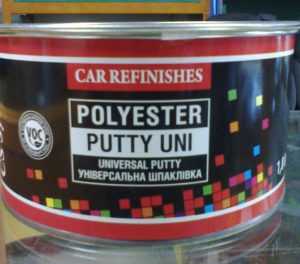 CAR REFINISHES
VOC
POLYESTER
PUTTY UNI
UNIVERSAL PUTTY
УНІВЕРСАЛЬНА ШПАКЛІВКА